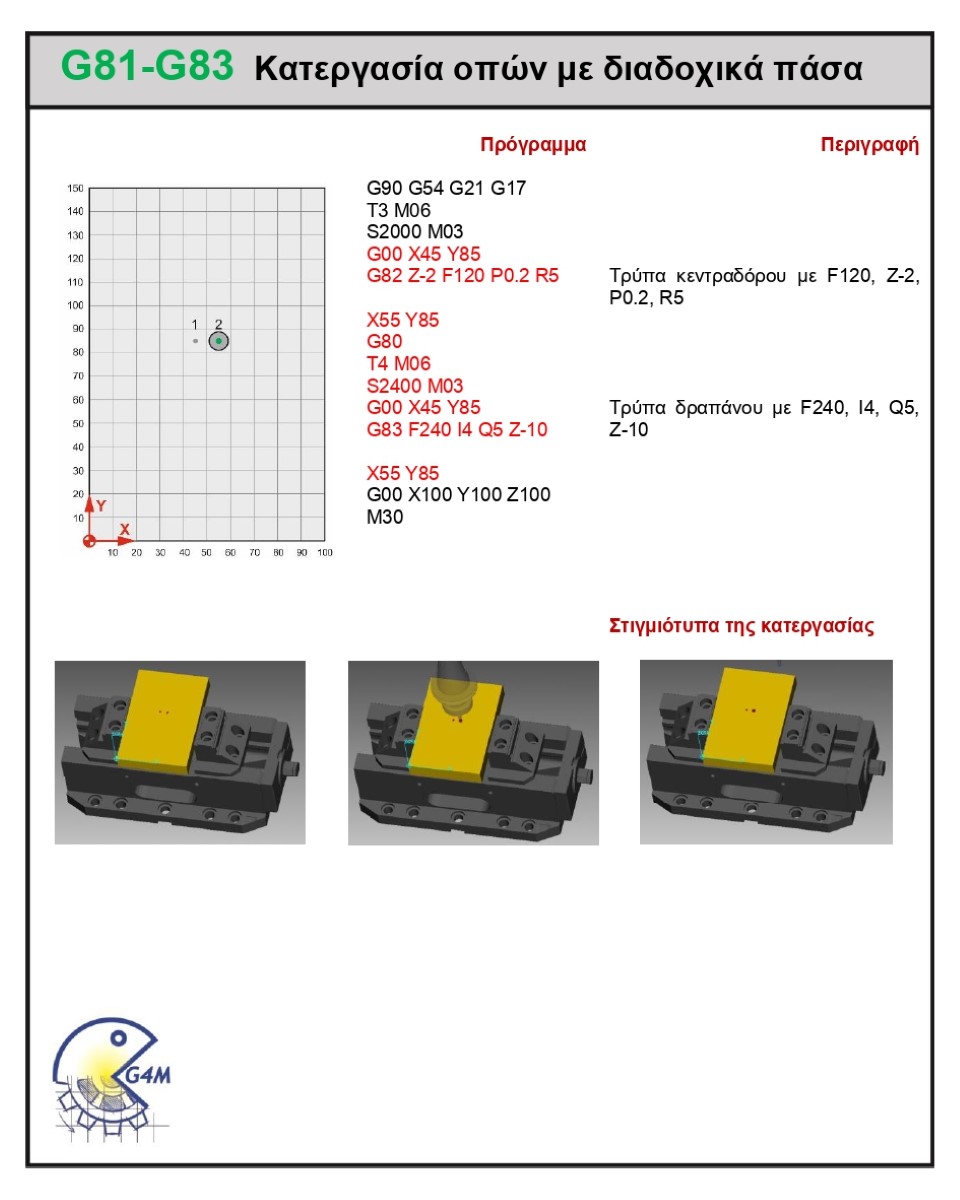 G81-G83 Κατεργασία οπών με διαδοχικά πάσα
Πρόγραμμα
Περιγραφή
G90 G54 G21 G17
T3 M06
S2000 M03
G00 X45 Y85
G82 Z-2 F120 P0.2 R5
Τρύπα κεντραδόρου με F120, Z-2,
P0.2, R5
X55 Y85
G80
T4 M06
S2400 M03
G00 X45 Y85
G83 F240 I4 Q5 Z-10
Τρύπα δραπάνου με F240, I4, Q5,
Z-10
X55 Y85
G00 X100 Y100 Z100
M30
150
140
130
120
110
100
90
80
70
60
50
40
30
20
10
1 2
Y
X
10 20 30 40 50 60 70 80 90 100
Στιγμιότυπα της κατεργασίας
G4M